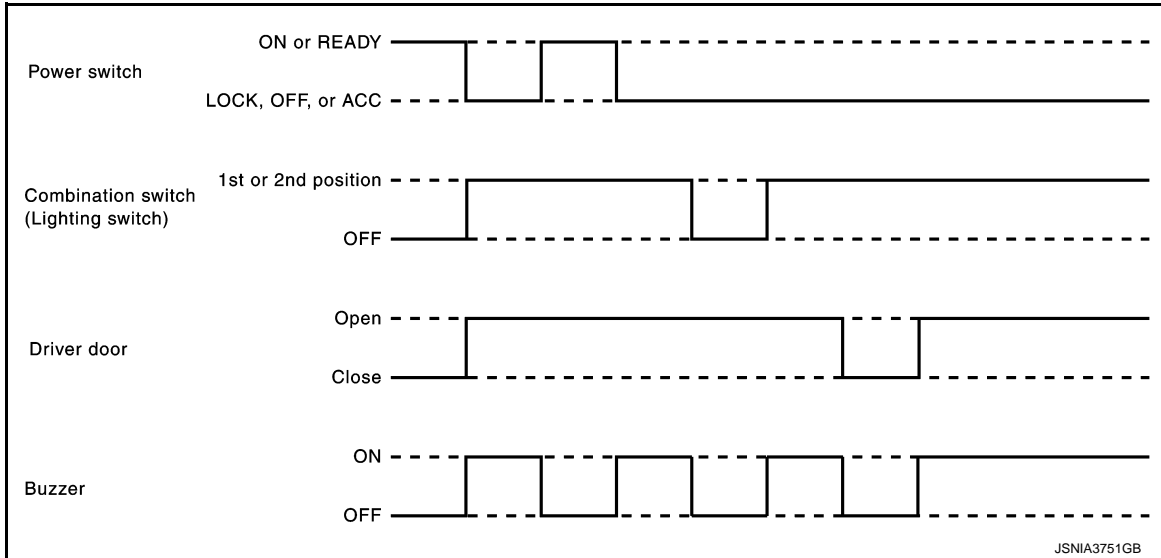 ON or READY
Power switch
LOCK, OFF, or ACC
1st or 2nd position
Combination switch
(Lighting switch)
OFF
Open
Driver door
Close
ON
Buzzer
OFF
JSNIA3751GB